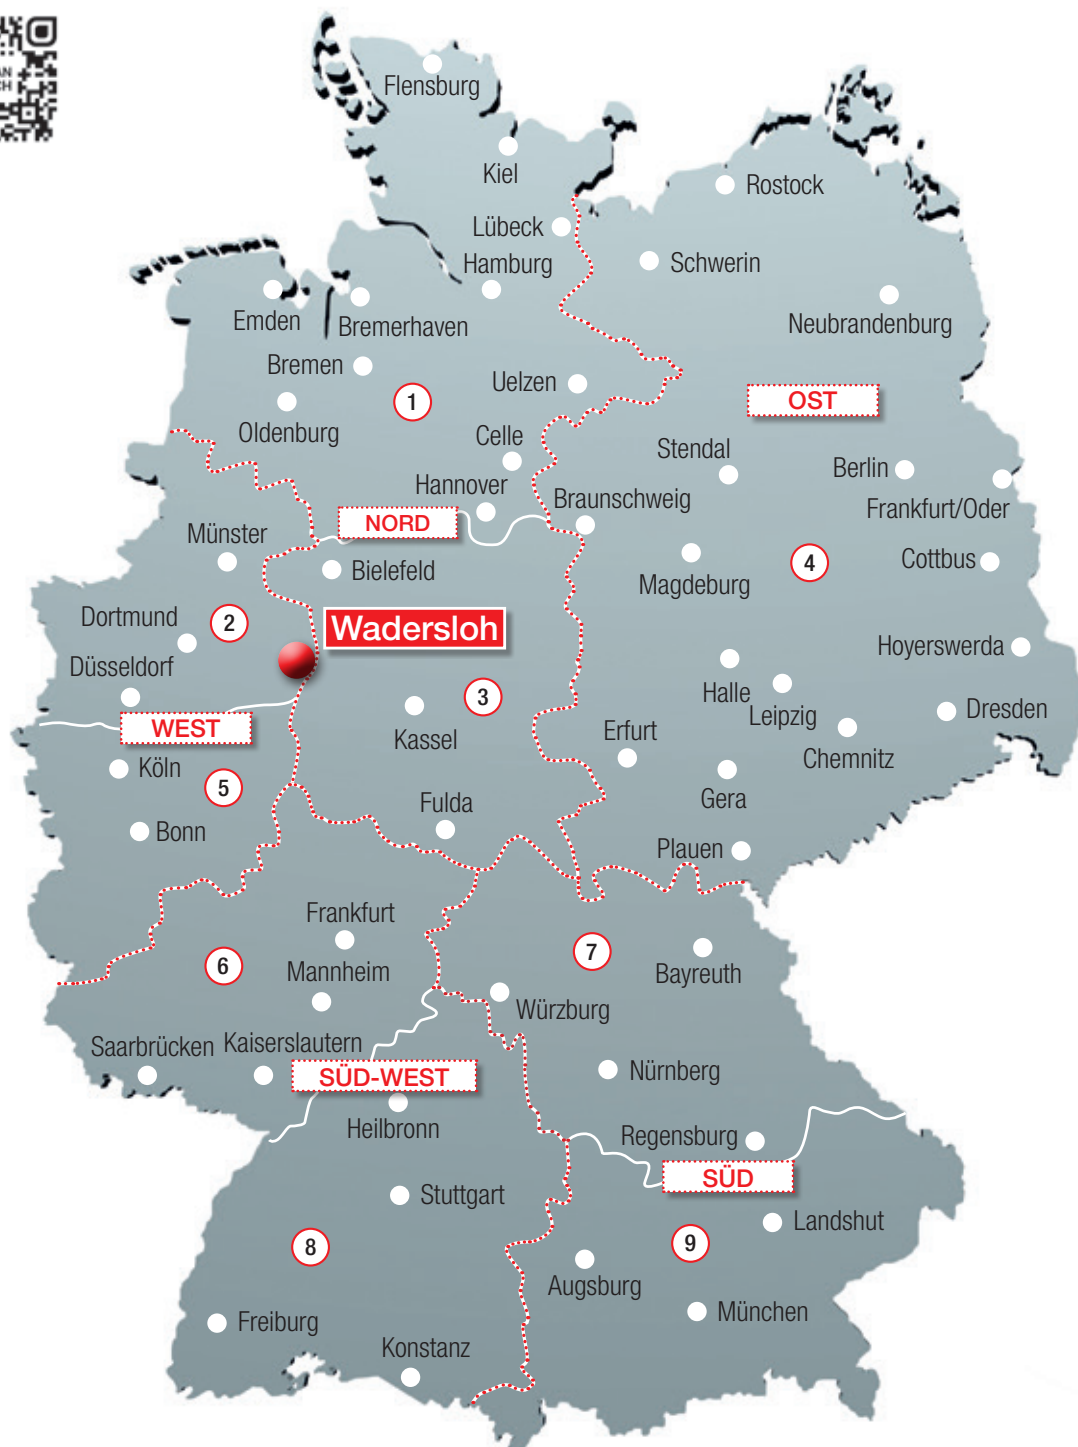 Flensburg
Kiel
Rostock
Lübeck
Schwerin
Hamburg
Emden
Bremerhaven
Neubrandenburg
Bremen
Uelzen
1
OST
Oldenburg
Celle
Stendal
Berlin
Hannover
Braunschweig
Frankfurt/Oder
NORD
Münster
Bielefeld
Magdeburg
4
Cottbus
Dortmund
2
Wadersloh
Düsseldorf
Hoyerswerda
3
Halle
Leipzig
Dresden
WEST
Kassel
Erfurt
Chemnitz
Köln
5
Gera
Fulda
Bonn
Plauen
Frankfurt
6
Mannheim
7
Bayreuth
Würzburg
Saarbrücken
Kaiserslautern
SÜD-WEST
Nürnberg
Heilbronn
Regensburg
SÜD
Stuttgart
Landshut
8
9
Augsburg
Freiburg
München
Konstanz